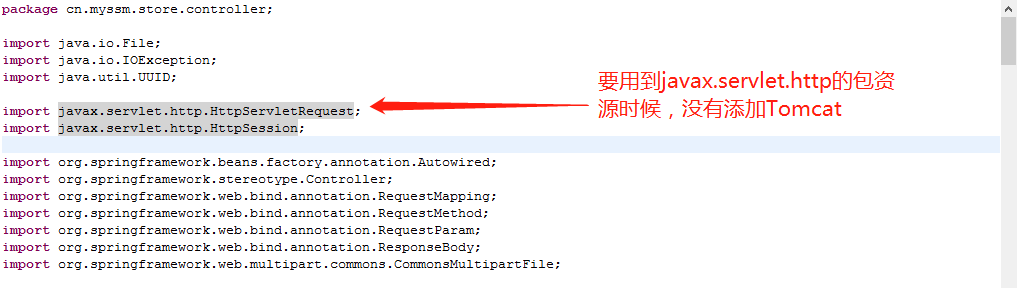 package cn.myssm.store.controller;
import java.io.File;
import java.io.IOException;
import java.util.UUID;
import javax.servlet.http.HttpServletRequest;
import javax.servlet.http.HttpSession;
要用到javax.servlet.http的包资
源时候，没有添加Tomcat
import org.springframework.beans.factory.annotation.Autowired;
import org.springframework.stereotype.Controller;
import org.springframework.web.bind.annotation.RequestMapping;
import org.springframework.web.bind.annotation.RequestMethod;
import org.springframework.web.bind.annotation.RequestParam;
import org.springframework.web.bind.annotation.ResponseBody;
import org.springframework.web.multipart.commons.CommonsMultipartFile;